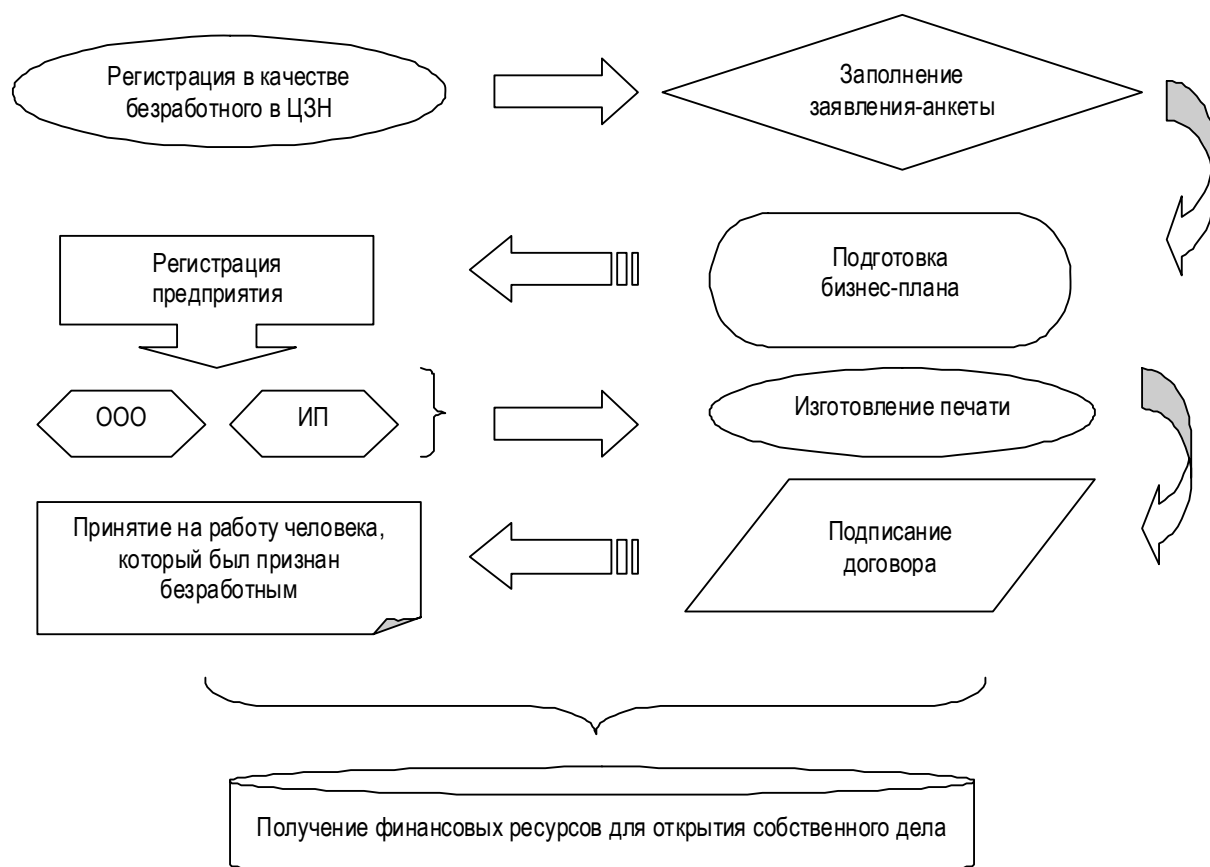 Регистрация в качестве
безработного в ЦЗН
Заполнение
заявления-анкеты
Подготовка
бизнес-плана
Регистрация
предприятия
ООО
ИП
Изготовление печати
Подписание
договора
Принятие на работу человека,
который был признан
безработным
Получение финансовых ресурсов для открытия собственного дела